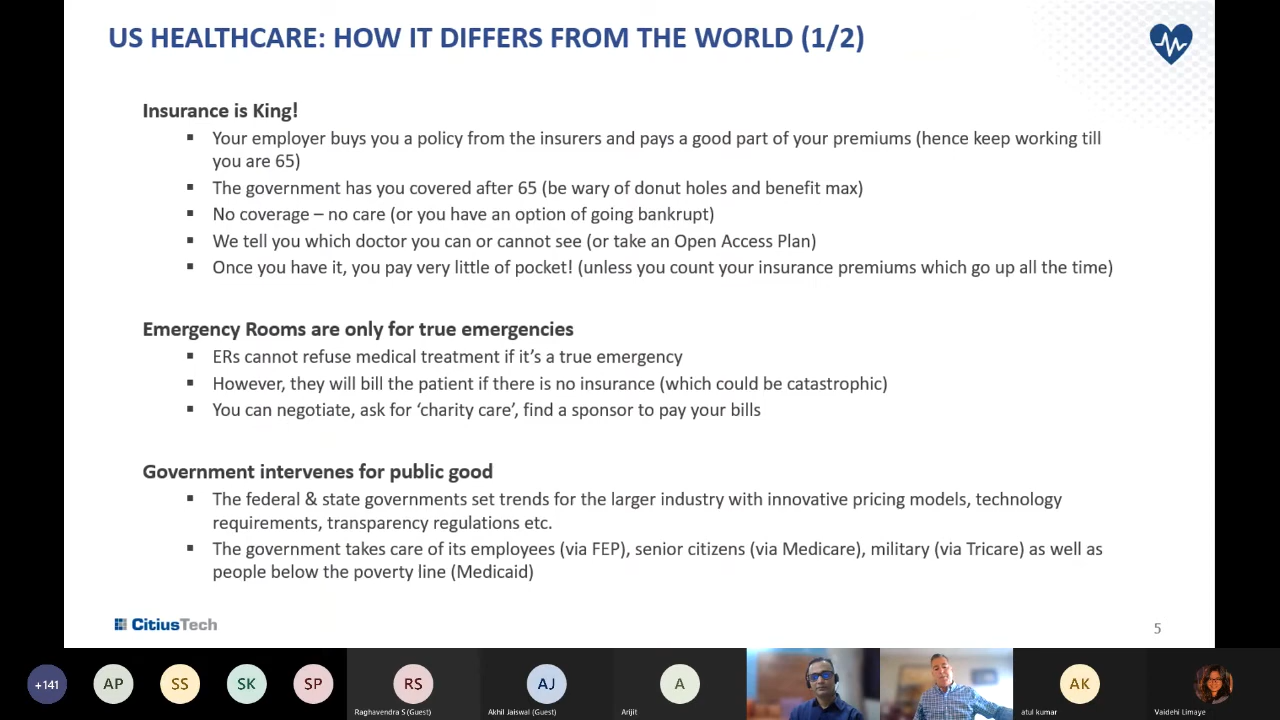 US HEALTHCARE: HOW IT DIFFERS FROM THE WORLD (1/2)
Insurance is King!
▪ Your employer buys you a policy from the insurers and pays a good part of your premiums (hence keep working till
you are 65)
▪ The government has you covered after 65 (be wary of donut holes and benefit max)
▪ No coverage – no care (or you have an option of going bankrupt)
▪ We tell you which doctor you can or cannot see (or take an Open Access Plan)
▪ Once you have it, you pay very little of pocket! (unless you count your insurance premiums which go up all the time)
Emergency Rooms are only for true emergencies
▪ ERs cannot refuse medical treatment if it’s a true emergency
▪ However, they will bill the patient if there is no insurance (which could be catastrophic)
▪ You can negotiate, ask for ‘charity care’, find a sponsor to pay your bills
Government intervenes for public good
▪ The federal & state governments set trends for the larger industry with innovative pricing models, technology
requirements, transparency regulations etc.
▪ The government takes care of its employees (via FEP), senior citizens (via Medicare), military (via Tricare) as well as
people below the poverty line (Medicaid)
CitiusTech
5
+141 AP SS SK SP RS AJ A AK
Raghavendra S (Guest) Akhil Jaiswal (Guest) Arijit atul kumar Vaidehi Limaye